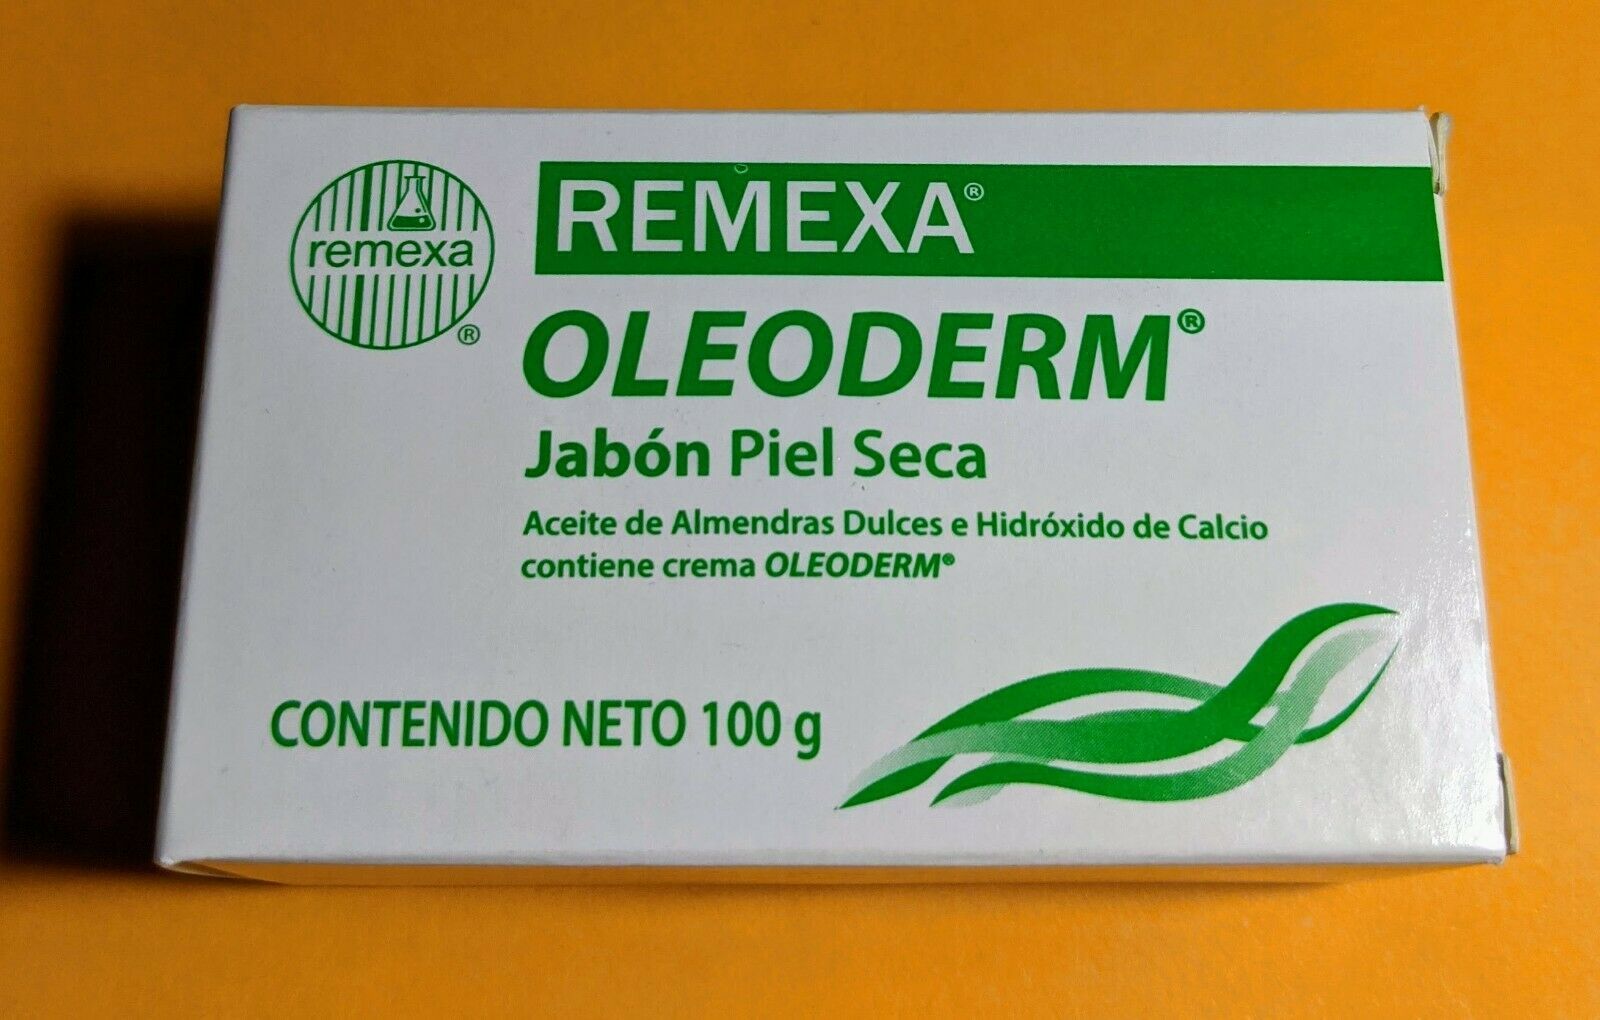 remexa
®
REMEXA®
OLEODERM®
Jabón Piel Seca
Aceite de Almendras Dulces e Hidróxido de Calcio
contiene crema OLEODERM®
CONTENIDO NETO 100 g